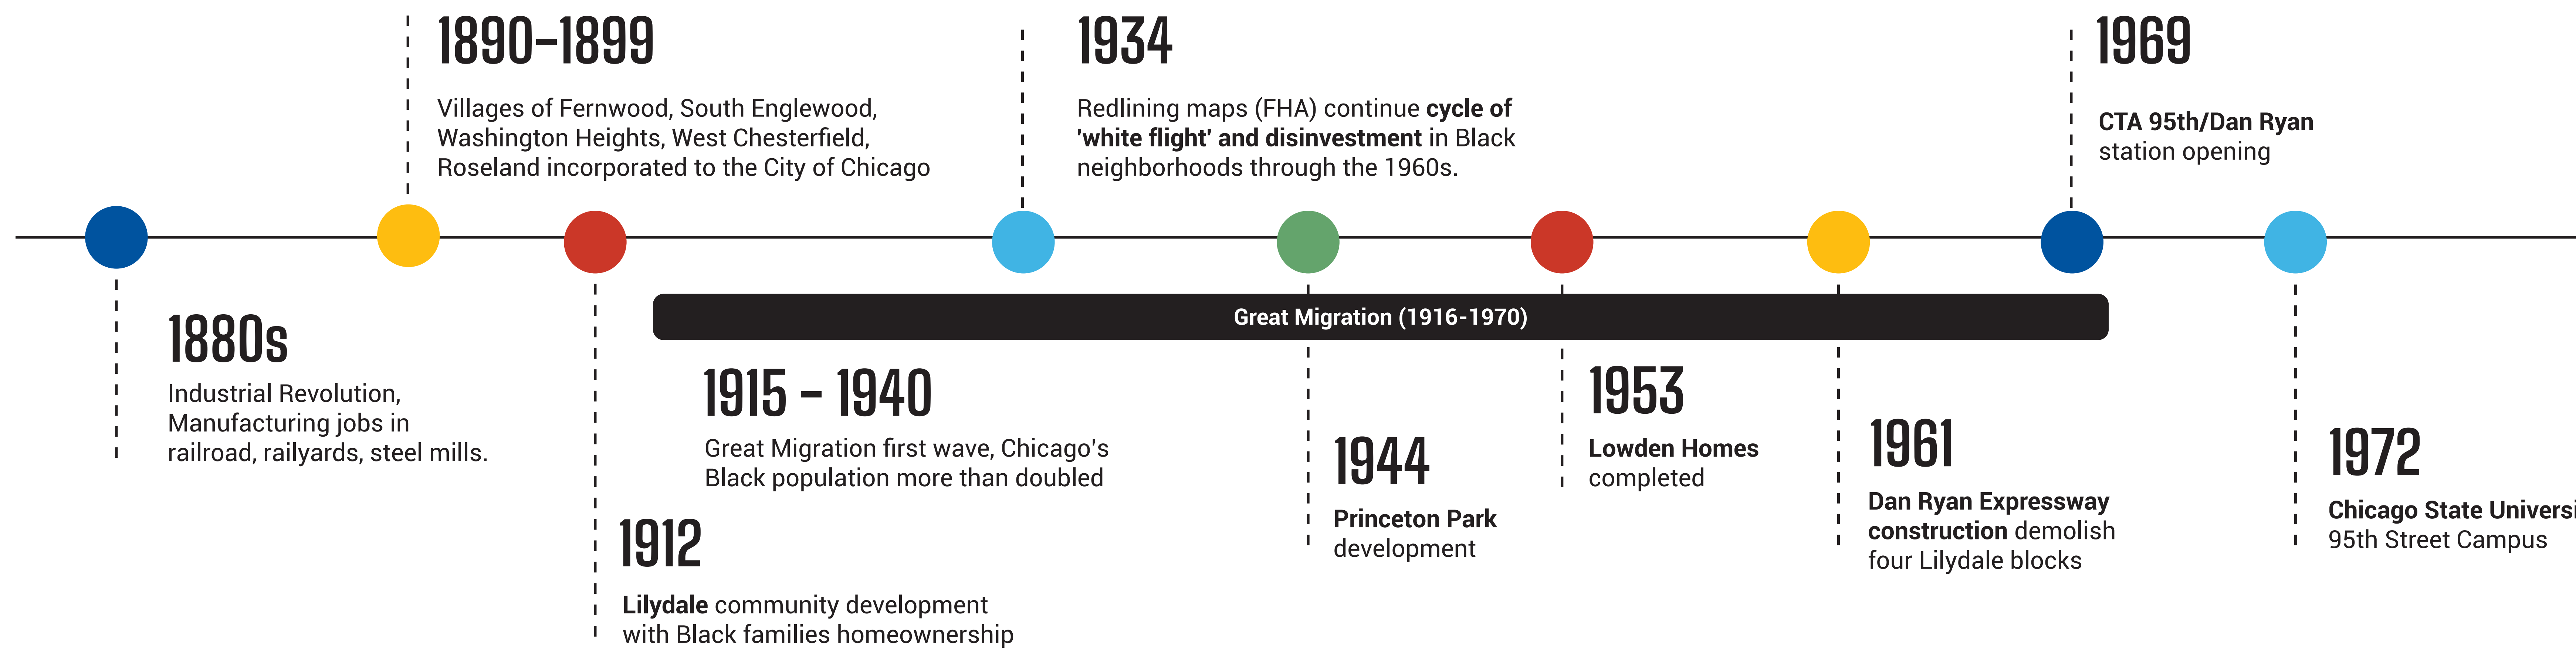 1880s
Industrial Revolution,
Manufacturing jobs in
railroad, railyards, steel mills.
1890–1899
Villages of Fernwood, South Englewood,
Washington Heights, West Chesterfield,
Roseland incorporated to the City of Chicago
1912
Lilydale community development
with Black families homeownership
Great Migration (1916-1970)
1915 – 1940
Great Migration first wave, Chicago's
Black population more than doubled
1934
Redlining maps (FHA) continue cycle of
'white flight' and disinvestment in Black
neighborhoods through the 1960s.
1944
Princeton Park
development
1953
Lowden Homes
completed
1961
Dan Ryan Expressway
construction demolish
four Lilydale blocks
1969
CTA 95th/Dan Ryan
station opening
1972
Chicago State
95th Street Campus